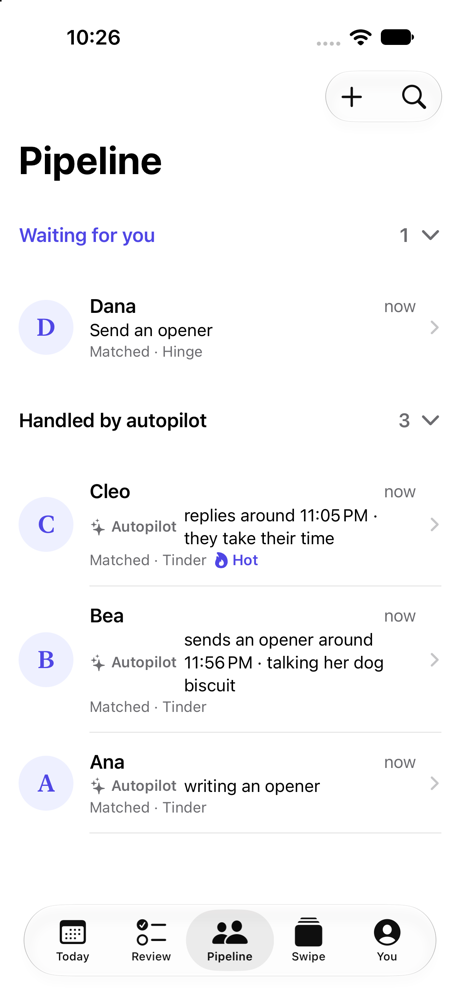 10:26
Pipeline
Waiting for you 1
D
Dana now
Send an opener
Matched · Hinge
Handled by autopilot 3
C
Cleo now
Autopilot replies around 11:05 PM ·
they take their time
Matched · Tinder Hot
B
Bea now
sends an opener around
Autopilot 11:56 PM · talking her dog
biscuit
Matched · Tinder
A
Ana now
Autopilot writing an opener
Matched · Tinder
Today Review Pipeline Swipe You